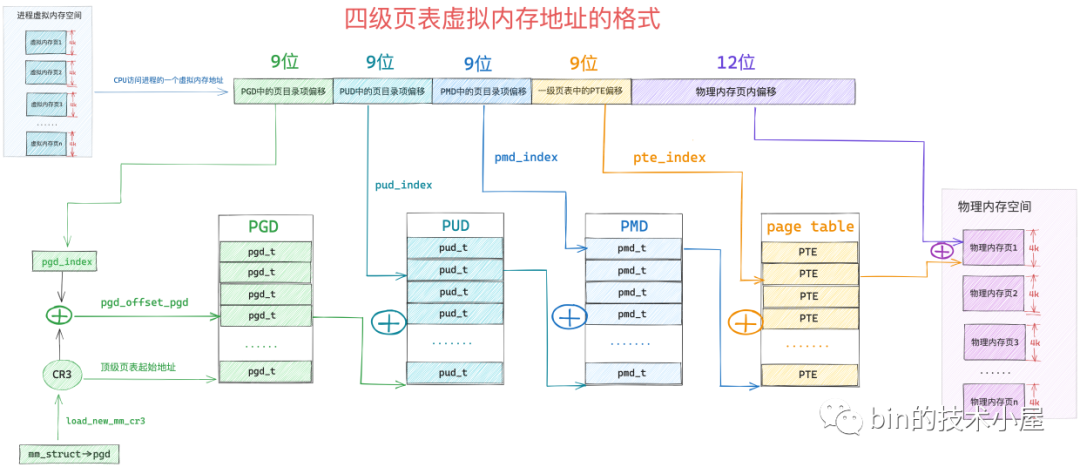 四级页表虚拟内存地址的格式
进程虚拟内存空间
虚拟内存页1
4k
虚拟内存页2
4k
虚拟内存页3
4k
......
虚拟内存页n
4k
CPU访问进程的一个虚拟内存地址
9位
9位
9位
9位
12位
PGD中的页目录项偏移
PUD中的页目录项偏移
PMD中的页目录项偏移
一级页表中的PTE偏移
物理内存页内偏移
pud_index
pmd_index
pte_index
pgd_index
pgd_offset_pgd
CR3
顶级页表起始地址
load_new_mm_cr3
mm_struct→pgd
PGD
pgd_t
pgd_t
pgd_t
pgd_t
......
pgd_t
PUD
pud_t
pud_t
pud_t
pud_t
.......
pud_t
PMD
pmd_t
pmd_t
pmd_t
pmd_t
.......
pmd_t
page table
PTE
PTE
PTE
PTE
.......
PTE
物理内存空间
物理内存页1
4k
物理内存页2
4k
物理内存页3
4k
......
物理内存页n
4k
bin的技术小屋